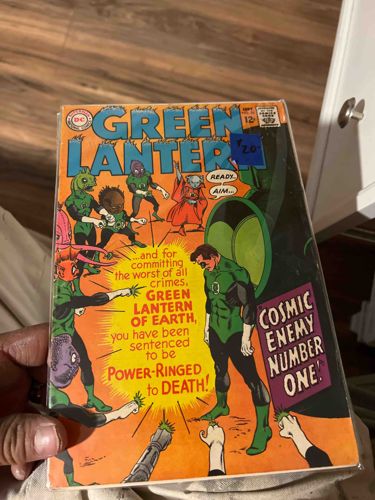 DC
GREEN
LANTERN
SEPT.
12¢
$20-
READY..
AIM...
...and for
committing
the worst of all
crimes,
GREEN
LANTERN
OF EARTH,
you have been
sentenced
to be
POWER-RINGED
to DEATH!
COSMIC
ENEMY
NUMBER
ONE!